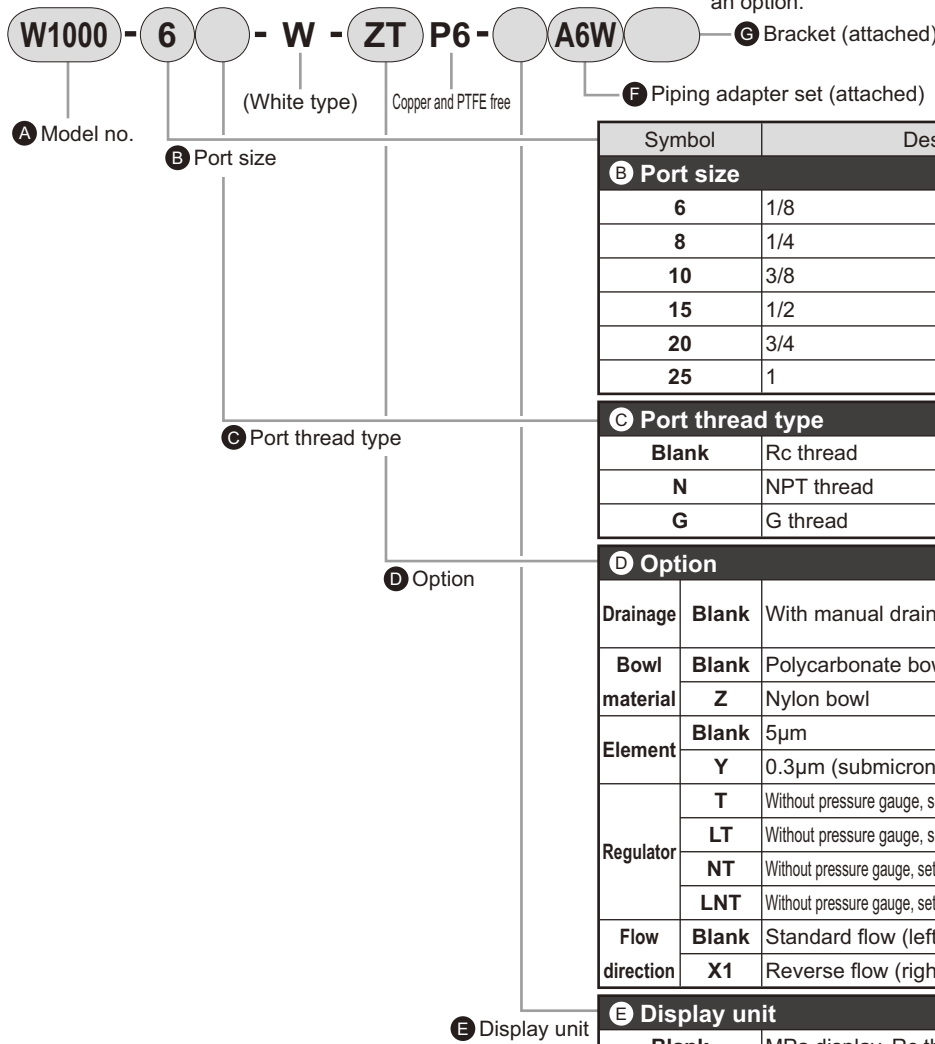 an option.
W1000 - 6 - W - ZT P6 - A6W
G Bracket (attached)
(White type)
Copper and PTFE free
F Piping adapter set (attached)
A Model no.
B Port size
C Port thread type
D Option
E Display unit
Symbol
B Port size
6 1/8
8 1/4
10 3/8
15 1/2
20 3/4
25 1
C Port thread type
Blank Rc thread
N NPT thread
G G thread
D Option
Drainage Blank With manual drain
Bowl material Blank Polycarbonate
Z Nylon bowl
Element Blank 5µm
Y 0.3µm (submicron
Regulator T Without pressure gauge,
LT Without pressure gauge,
NT Without pressure gauge, set
LNT Without pressure gauge, set
Flow direction Blank Standard flow (left
X1 Reverse flow
E Display unit
Blank MPa display, Rc